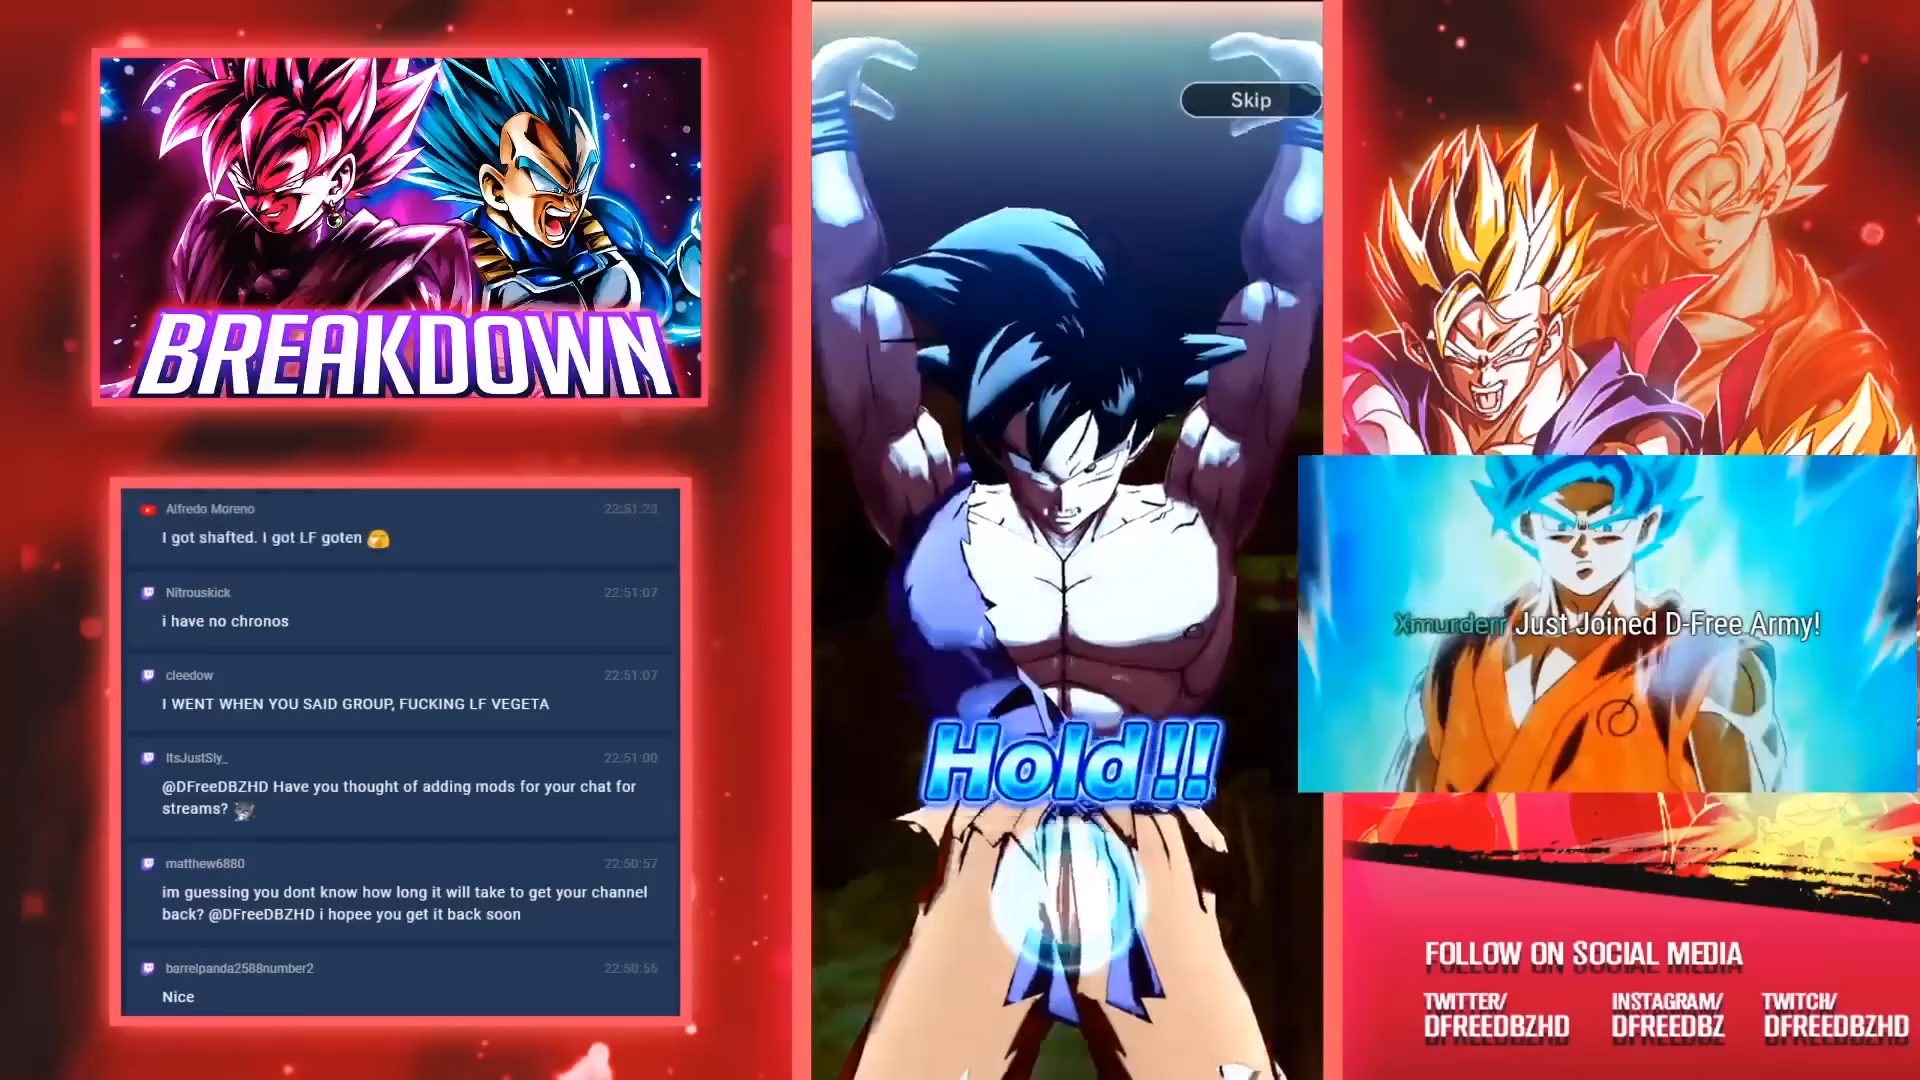 BREAKDOWN
Alfredo Moreno 22:51:23
I got shafted. I got LF goten
Nitrouskick 22:51:07
i have no chronos
cleedow 22:51:07
I WENT WHEN YOU SAID GROUP, FUCKING LF VEGETA
ItsJustSly_ 22:51:00
@DFreeDBZHD Have you thought of adding mods for your chat for
streams?
matthew6880 22:50:57
im guessing you dont know how long it will take to get your channel
back? @DFreeDBZHD i hopee you get it back soon
barrelpanda2588number2 22:50:55
Nice
Skip
Hold!!
Xmurderr Just Joined D-Free Army!
FOLLOW ON SOCIAL MEDIA
TWITTER/ INSTAGRAM/ TWITCH/
DFREEDBZHD DFREEDBZ DFREEDBZHD